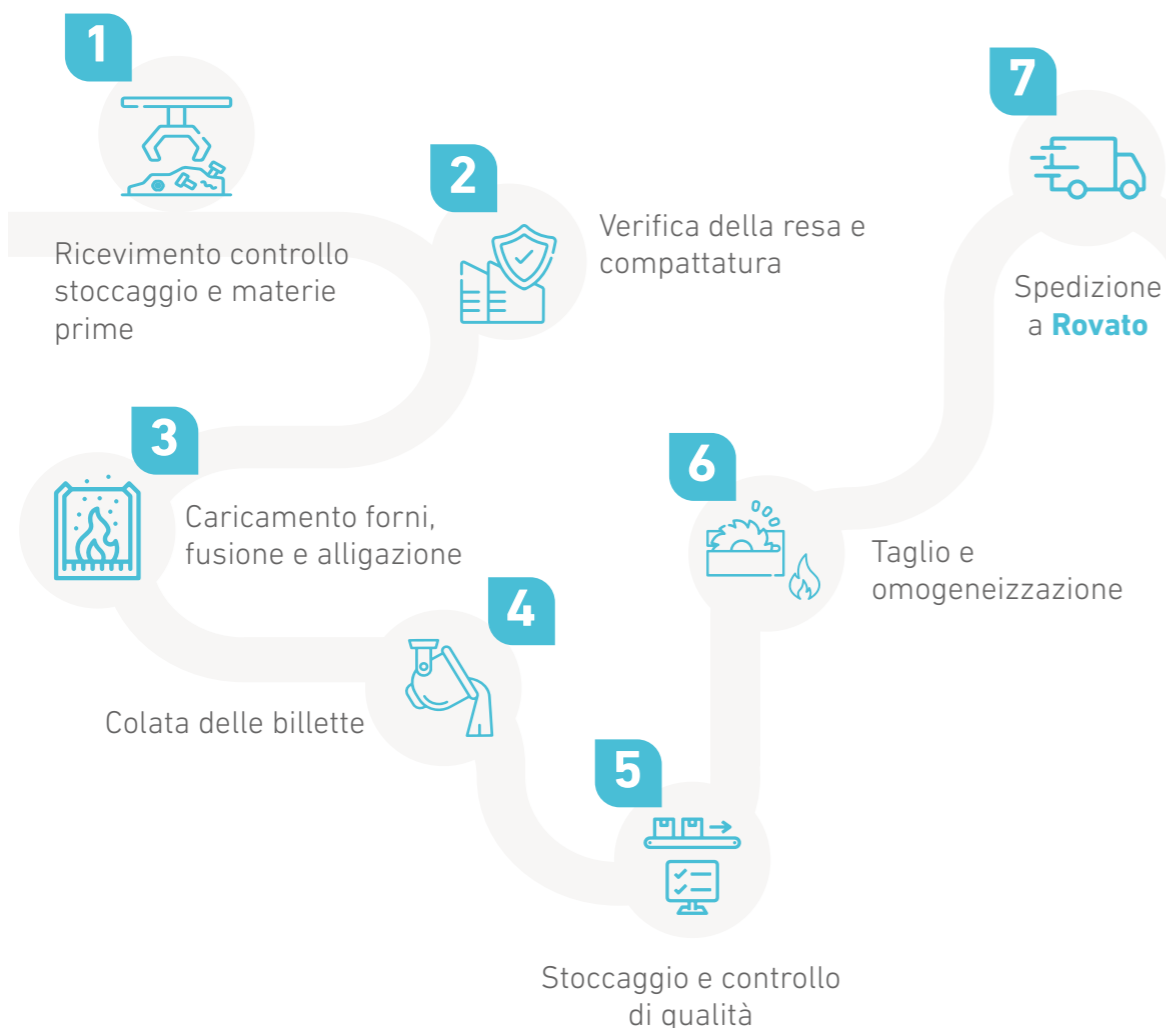 1
Ricevimento controllo
stoccaggio e materie
prime
2
Verifica della resa e
compattatura
3
Caricamento forni,
fusione e alligazione
4
Colata delle billette
5
Stoccaggio e controllo
di qualità
6
Taglio e
omogeneizzazione
7
Spedizione
a Rovato